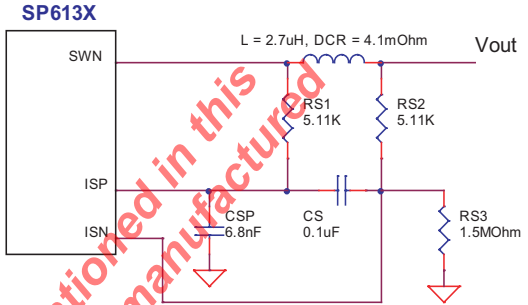 SP613X
L = 2.7uH, DCR = 4.1mOhm
Vout
SWN
RS1
5.11K
RS2
5.11K
ISP
ISN
CSP
6.8nF
CS
0.1uF
RS3
1.5MOhm
tioned in this
manufactured